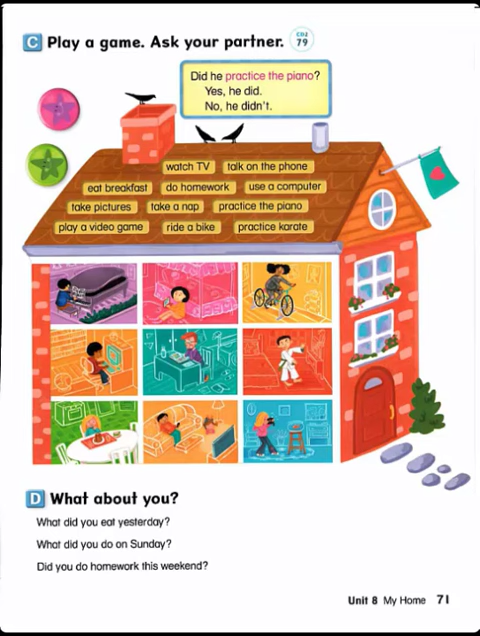 C Play a game. Ask your partner. CD2 79
Did he practice the piano?
Yes, he did.
No, he didn't.
watch TV talk on the phone
eat breakfast do homework use a computer
take pictures take a nap practice the piano
play a video game ride a bike practice karate
D What about you?
What did you eat yesterday?
What did you do on Sunday?
Did you do homework this weekend?
Unit 8 My Home 71